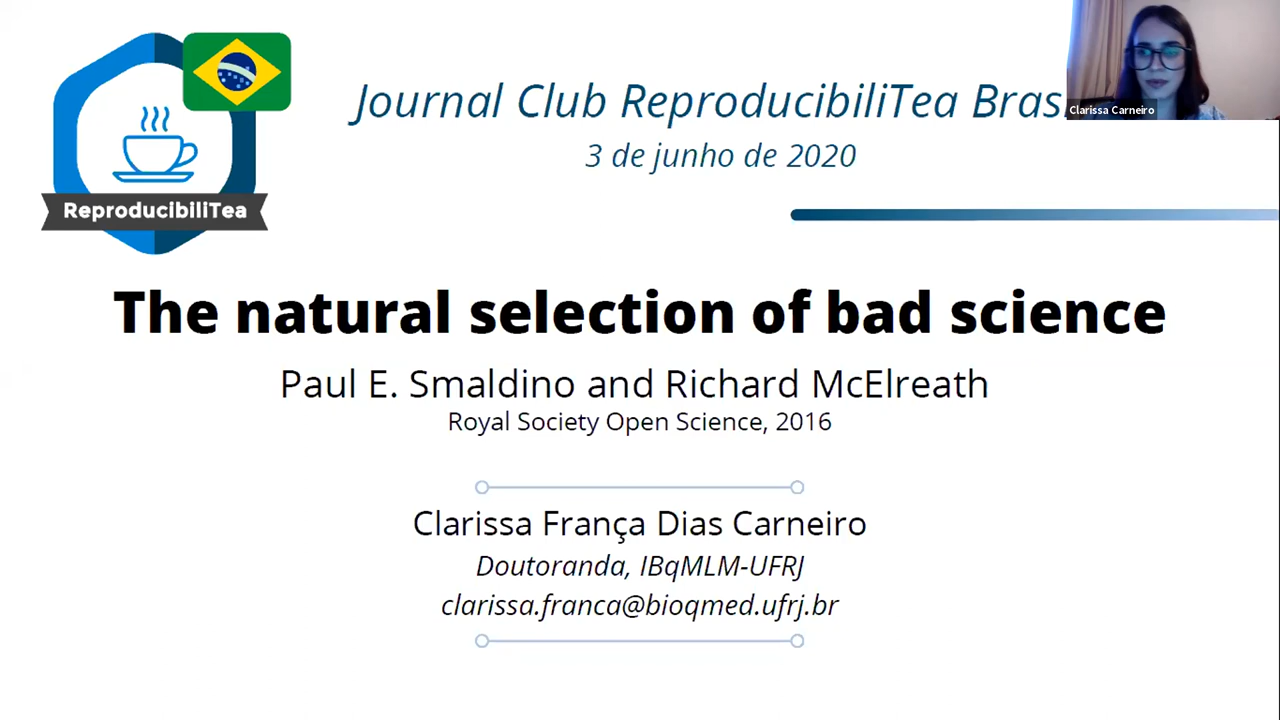 Journal Club ReproducibiliTea Bras
3 de junho de 2020
Clarissa Carneiro
ReproducibiliTea
The natural selection of bad science
Paul E. Smaldino and Richard McElreath
Royal Society Open Science, 2016
Clarissa França Dias Carneiro
Doutoranda, IBqMLM-UFRJ
clarissa.franca@bioqmed.ufrj.br